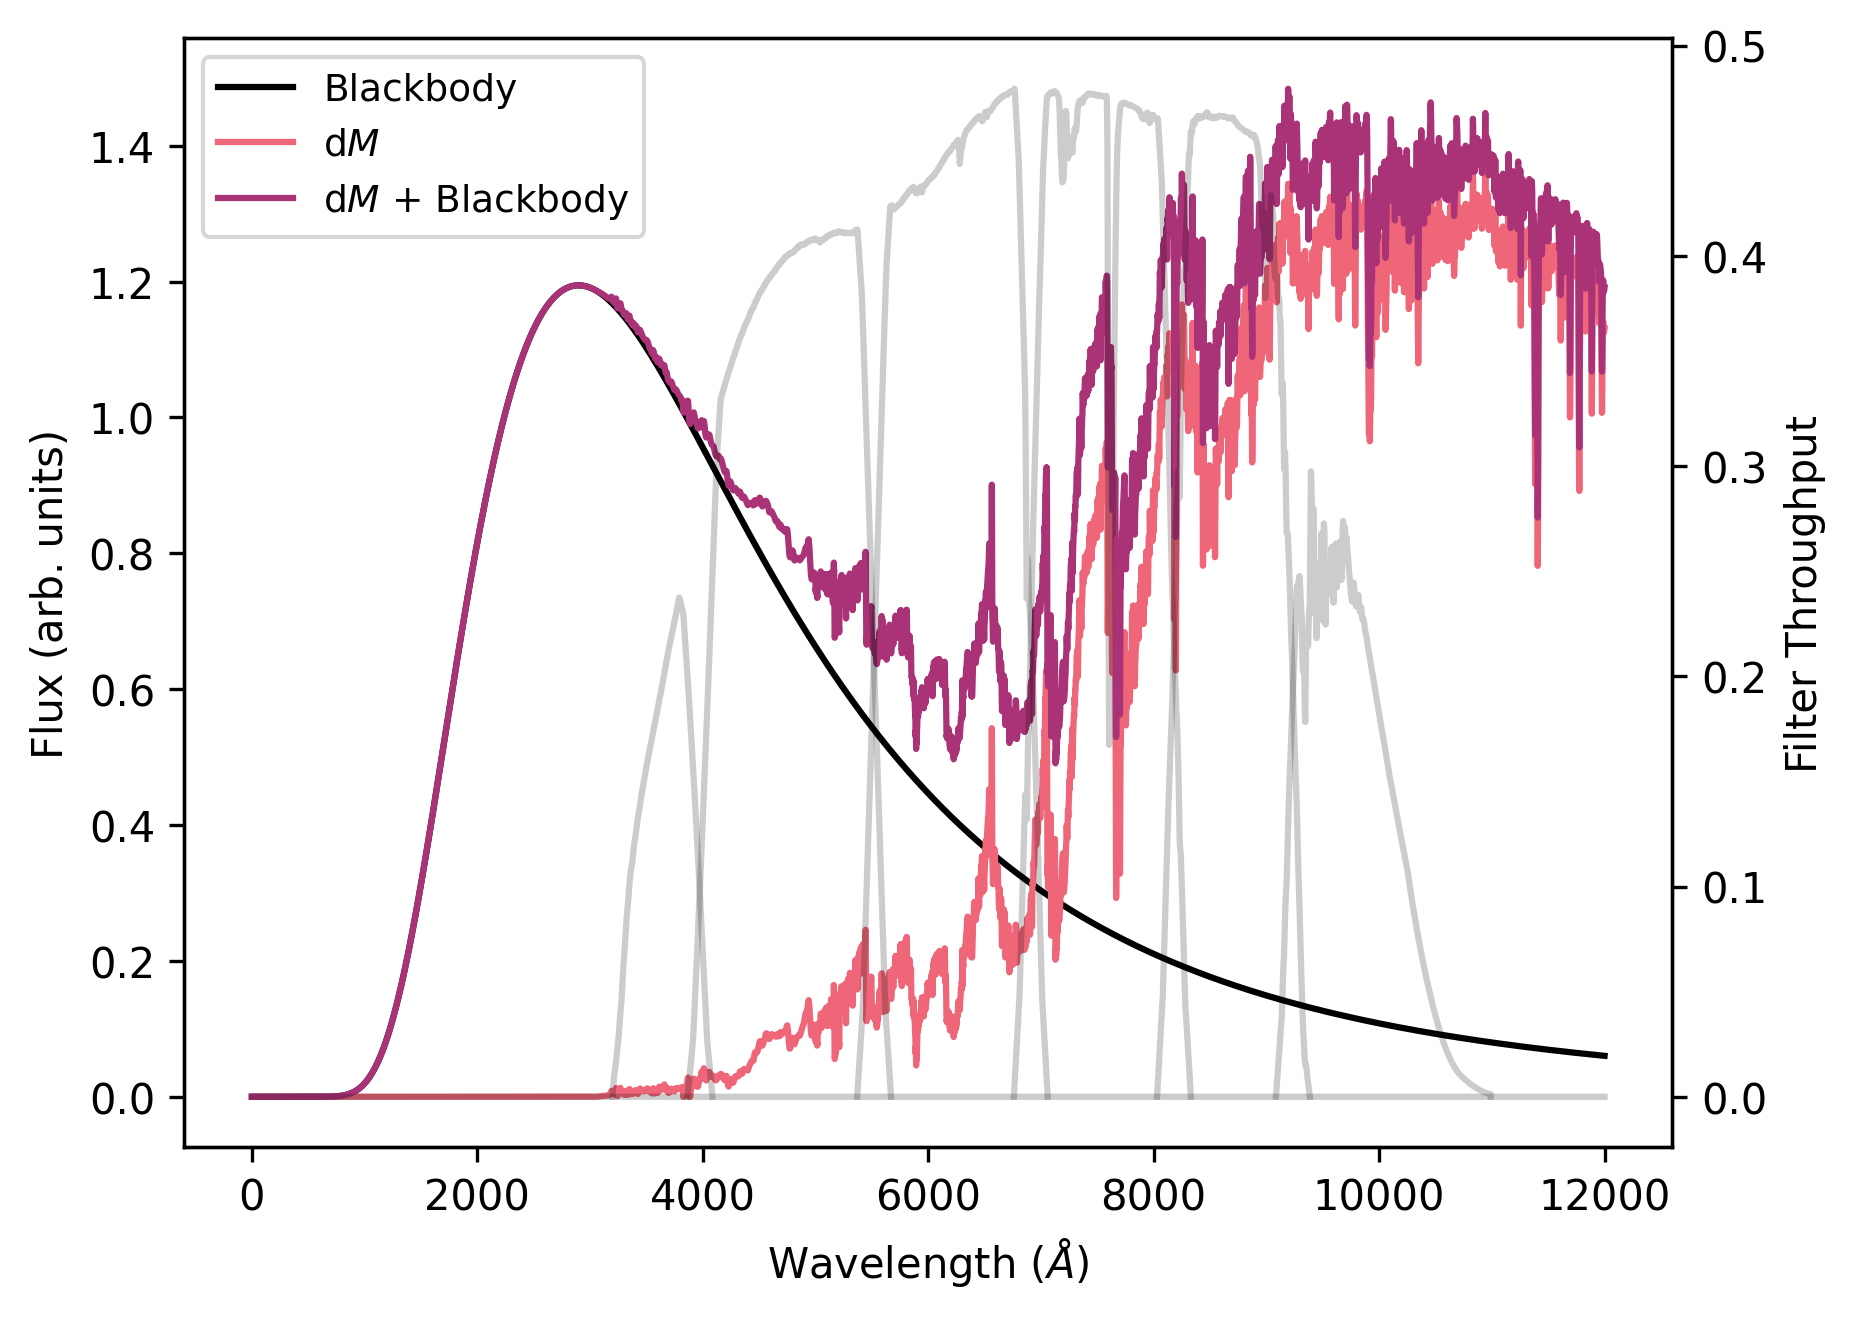 Blackbody
dM
dM + Blackbody
Flux (arb. units)
1.4
1.2
1.0
0.8
0.6
0.4
0.2
0.0
0.5
0.4
0.3
0.2
0.1
0.0
Filter Throughput
0 2000 4000 6000 8000 10000 12000
Wavelength (Å)